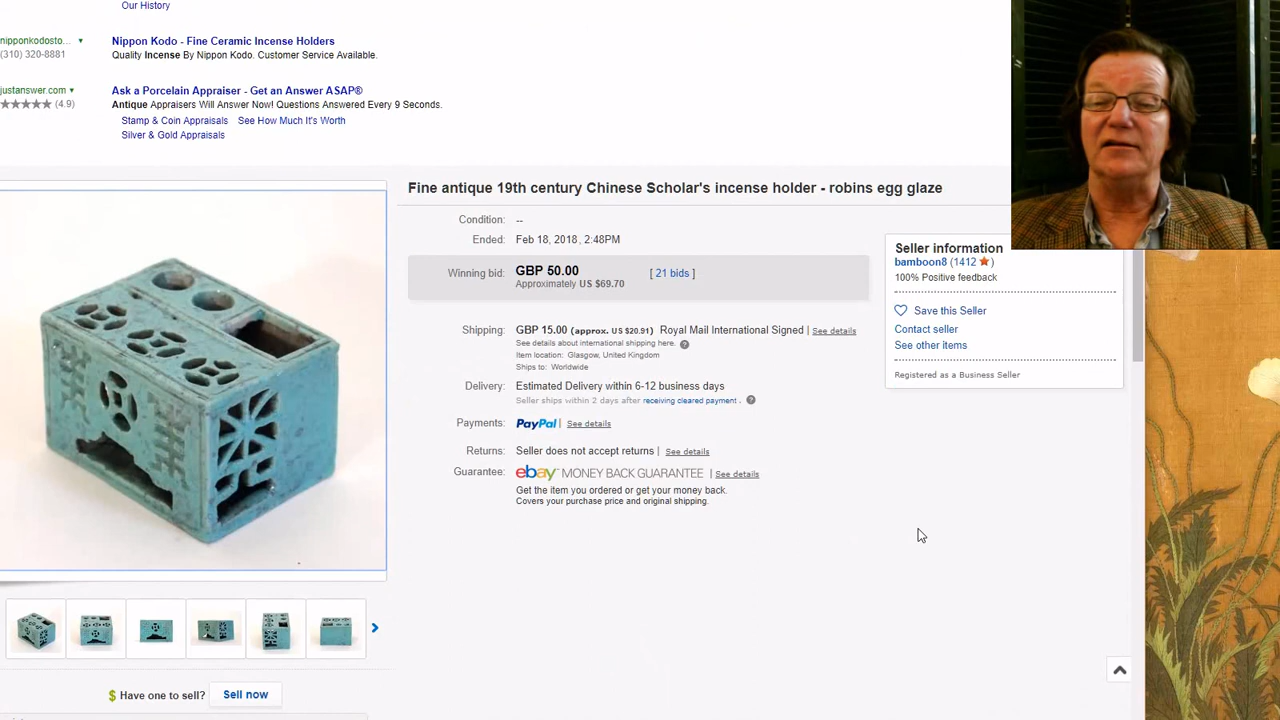 Our History
nipponkodosto...
(310) 320-8881
Nippon Kodo - Fine Ceramic Incense Holders
Quality Incense By Nippon Kodo. Customer Service Available.
justanswer.com
(4.9)
Ask a Porcelain Appraiser - Get an Answer ASAP®
Antique Appraisers Will Answer Now! Questions Answered Every 9 Seconds.
Stamp & Coin Appraisals See How Much It's Worth
Silver & Gold Appraisals
Fine antique 19th century Chinese Scholar's incense holder - robins egg glaze
Condition: --
Ended: Feb 18, 2018 , 2:48PM
Winning bid: GBP 50.00 [ 21 bids ]
Approximately US $69.70
Shipping: GBP 15.00 (approx. US $20.91) Royal Mail International Signed | See details
See details about international shipping here. ?
Item location: Glasgow, United Kingdom
Ships to: Worldwide
Delivery: Estimated Delivery within 6-12 business days
Seller ships within 2 days after receiving cleared payment . ?
Payments: PayPal | See details
Returns: Seller does not accept returns | See details
Guarantee: ebay MONEY BACK GUARANTEE | See details
Get the item you ordered or get your money back.
Covers your purchase price and original shipping.
Seller information
bamboon8 (1412 )
100% Positive feedback
Save this Seller
Contact seller
See other items
Registered as a Business Seller
$ Have one to sell? Sell now